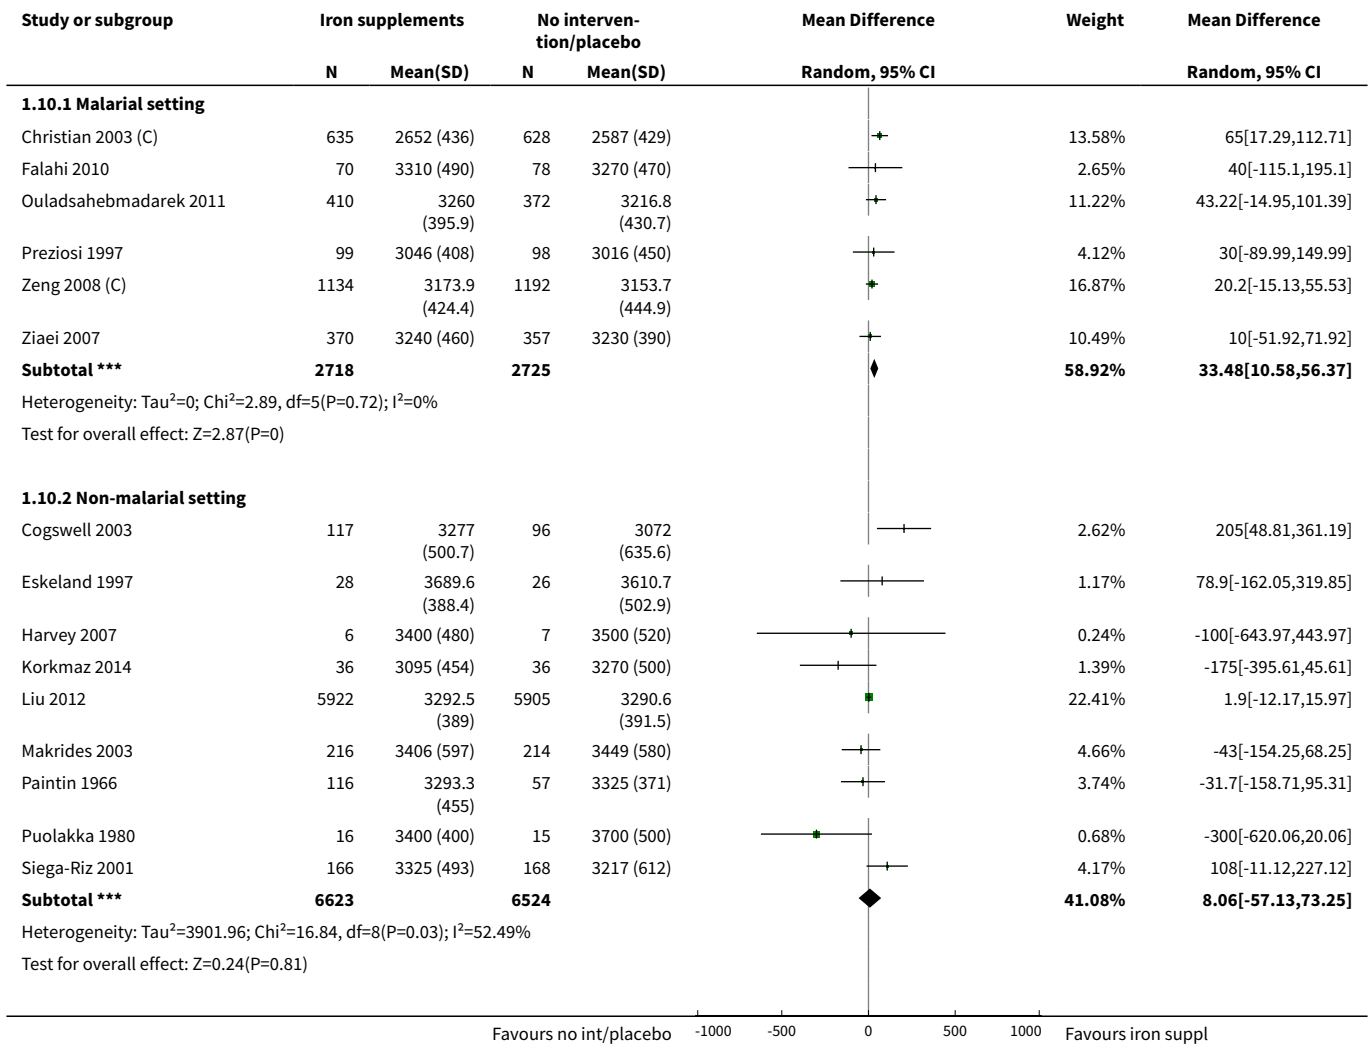 Study or subgroup Iron supplements No interven- Mean Difference Weight Mean Difference
tion/placebo
N Mean(SD) N Mean(SD) Random, 95% CI Random, 95% CI
1.10.1 Malarial setting
Christian 2003 (C) 635 2652 (436) 628 2587 (429) 13.58% 65[17.29,112.71]
Falahi 2010 70 3310 (490) 78 3270 (470) 2.65% 40[-115.1,195.1]
Ouladsahebmadarek 2011 410 3260 372 3216.8 11.22% 43.22[-14.95,101.39]
(395.9) (430.7)
Preziosi 1997 99 3046 (408) 98 3016 (450) 4.12% 30[-89.99,149.99]
Zeng 2008 (C) 1134 3173.9 1192 3153.7 16.87% 20.2[-15.13,55.53]
(424.4) (444.9)
Ziaei 2007 370 3240 (460) 357 3230 (390) 10.49% 10[-51.92,71.92]
Subtotal *** 2718 2725 58.92% 33.48[10.58,56.37]
Heterogeneity: Tau²=0; Chi²=2.89, df=5(P=0.72); I²=0%
Test for overall effect: Z=2.87(P=0)
1.10.2 Non-malarial setting
Cogswell 2003 117 3277 96 3072 2.62% 205[48.81,361.19]
(500.7) (635.6)
Eskeland 1997 28 3689.6 26 3610.7 1.17% 78.9[-162.05,319.85]
(388.4) (502.9)
Harvey 2007 6 3400 (480) 7 3500 (520) 0.24% -100[-643.97,443.97]
Korkmaz 2014 36 3095 (454) 36 3270 (500) 1.39% -175[-395.61,45.61]
Liu 2012 5922 3292.5 5905 3290.6 22.41% 1.9[-12.17,15.97]
(389) (391.5)
Makrides 2003 216 3406 (597) 214 3449 (580) 4.66% -43[-154.25,68.25]
Paintin 1966 116 3293.3 57 3325 (371) 3.74% -31.7[-158.71,95.31]
(455)
Puolakka 1980 16 3400 (400) 15 3700 (500) 0.68% -300[-620.06,20.06]
Siega-Riz 2001 166 3325 (493) 168 3217 (612) 4.17% 108[-11.12,227.12]
Subtotal *** 6623 6524 41.08% 8.06[-57.13,73.25]
Heterogeneity: Tau²=3901.96; Chi²=16.84, df=8(P=0.03); I²=52.49%
Test for overall effect: Z=0.24(P=0.81)
Favours no int/placebo -1000 -500 0 500 1000 Favours iron suppl